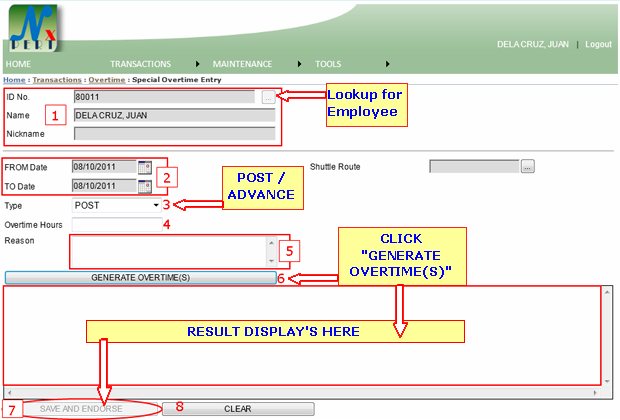 N x
PERT
DELA CRUZ, JUAN | Logout
HOME TRANSACTIONS MAINTENANCE TOOLS
Home : Transactions : Overtime : Special Overtime Entry
ID No. 80011 ...
Lookup for
Employee
1
Name DELA CRUZ, JUAN
Nickname
FROM Date 08/10/2011
Shuttle Route ...
2
TO Date 08/10/2011
POST /
ADVANCE
Type POST 3
Overtime Hours 4
Reason 5
CLICK
"GENERATE
OVERTIME(S)"
GENERATE OVERTIME(S) 6
RESULT DISPLAY'S HERE
7 SAVE AND ENDORSE 8 CLEAR